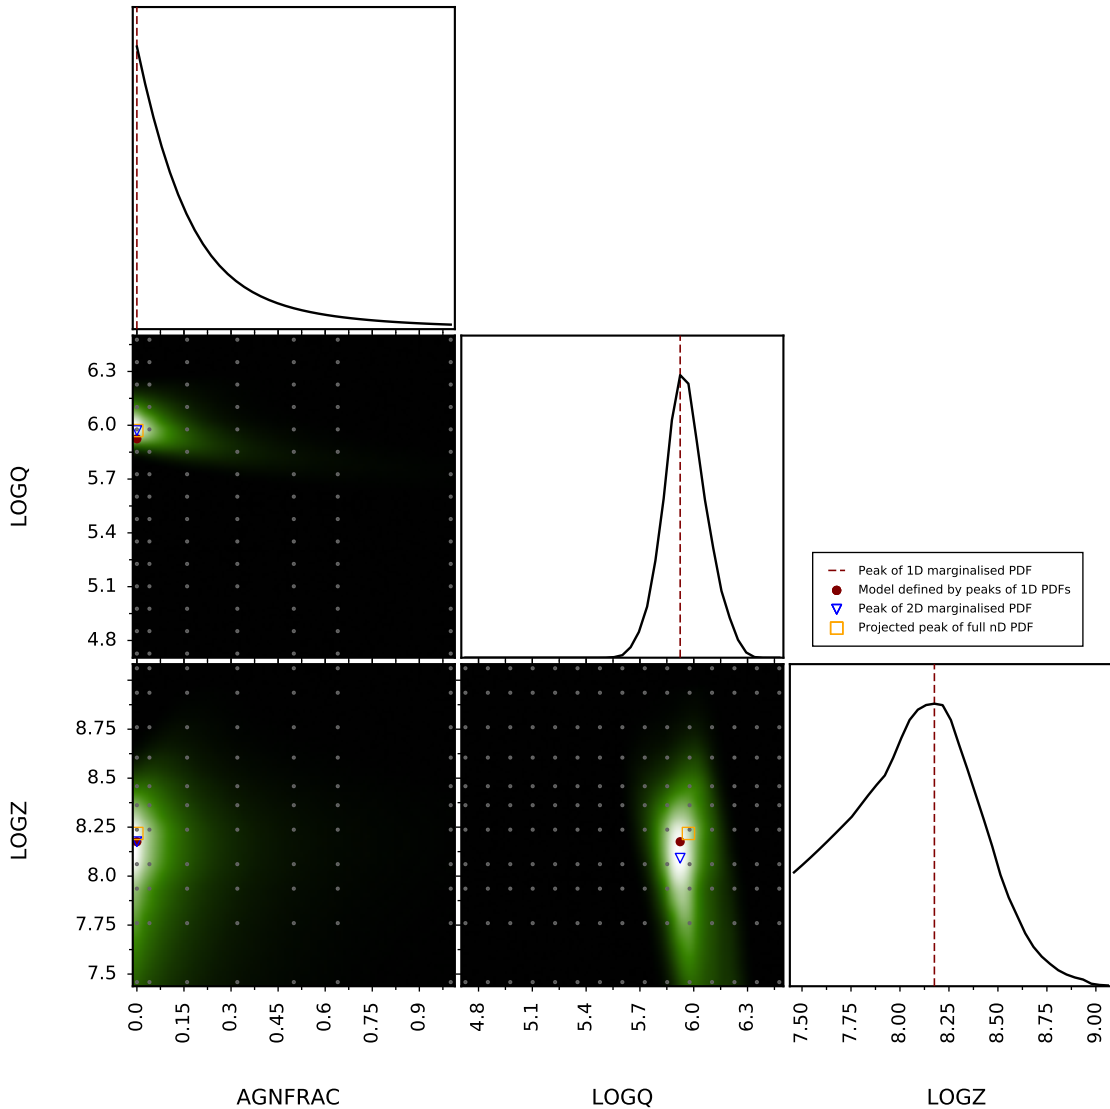 6.3
6.0
5.7
5.4
5.1
4.8
LOGQ
Peak of 1D marginalised PDF
Model defined by peaks of 1D PDFs
Peak of 2D marginalised PDF
Projected peak of full nD PDF
8.75
8.5
8.25
8.0
7.75
7.5
LOGZ
0.0 0.15 0.3 0.45 0.6 0.75 0.9
4.8 5.1 5.4 5.7 6.0 6.3
7.50 7.75 8.00 8.25 8.50 8.75 9.00
AGNFRAC LOGQ LOGZ